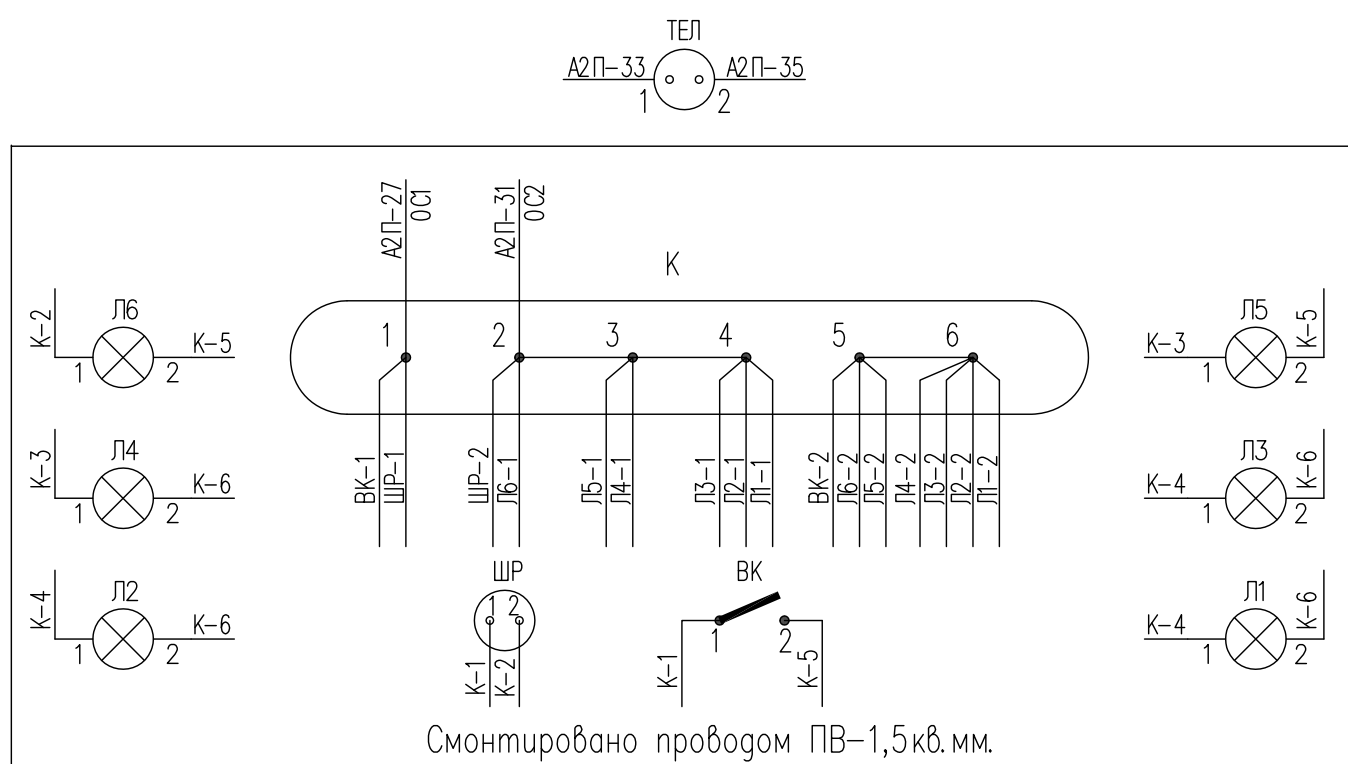 ТЕЛ
А2П-33 А2П-35
1 2
А2П-27
ОС1
А2П-31
ОС2
К
1 2 3 4 5 6
К-2
Л6
К-5
1 2
К-3
Л5
К-5
1 2
К-3
Л4
К-6
1 2
К-4
Л3
К-6
1 2
К-4
Л2
К-6
1 2
К-4
Л1
К-6
1 2
ВК-1
ШР-1
ШР-2
Л6-1
Л5-1
Л4-1
Л3-1
Л2-1
Л1-1
ВК-2
Л6-2
Л5-2
Л4-2
Л3-2
Л2-2
Л1-2
ШР
1 2
К-1
К-2
ВК
1 2
К-1
К-5
Смонтировано проводом ПВ-1,5кв.мм.